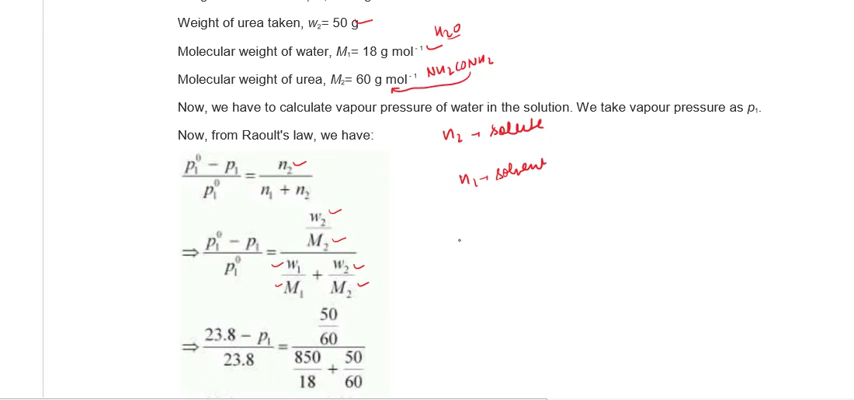 Weight of urea taken, w₂= 50 g
H₂O
Molecular weight of water, M₁= 18 g mol⁻¹
Molecular weight of urea, M₂= 60 g mol⁻¹ NH₂CONH₂
Now, we have to calculate vapour pressure of water in the solution. We take vapour pressure as p₁.
Now, from Raoult's law, we have:
n₂ → solute
(p₁⁰ − p₁)/p₁⁰ = n₂/(n₁ + n₂)
n₁ → solvent
⇒ (p₁⁰ − p₁)/p₁⁰ = (w₂/M₂)/(w₁/M₁ + w₂/M₂)
⇒ (23.8 − p₁)/23.8 = (50/60)/(850/18 + 50/60)